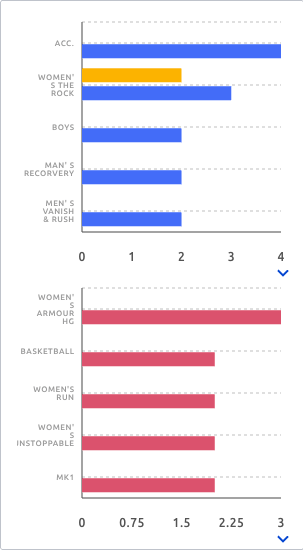 ACC.
WOMEN'
S THE
ROCK
BOYS
MAN' S
RECORVERY
MEN' S
VANISH
& RUSH
0 1 2 3 4
WOMEN'
S
ARMOUR
HG
BASKETBALL
WOMEN'S
RUN
WOMEN'
S
INSTOPPABLE
MK1
0 0.75 1.5 2.25 3